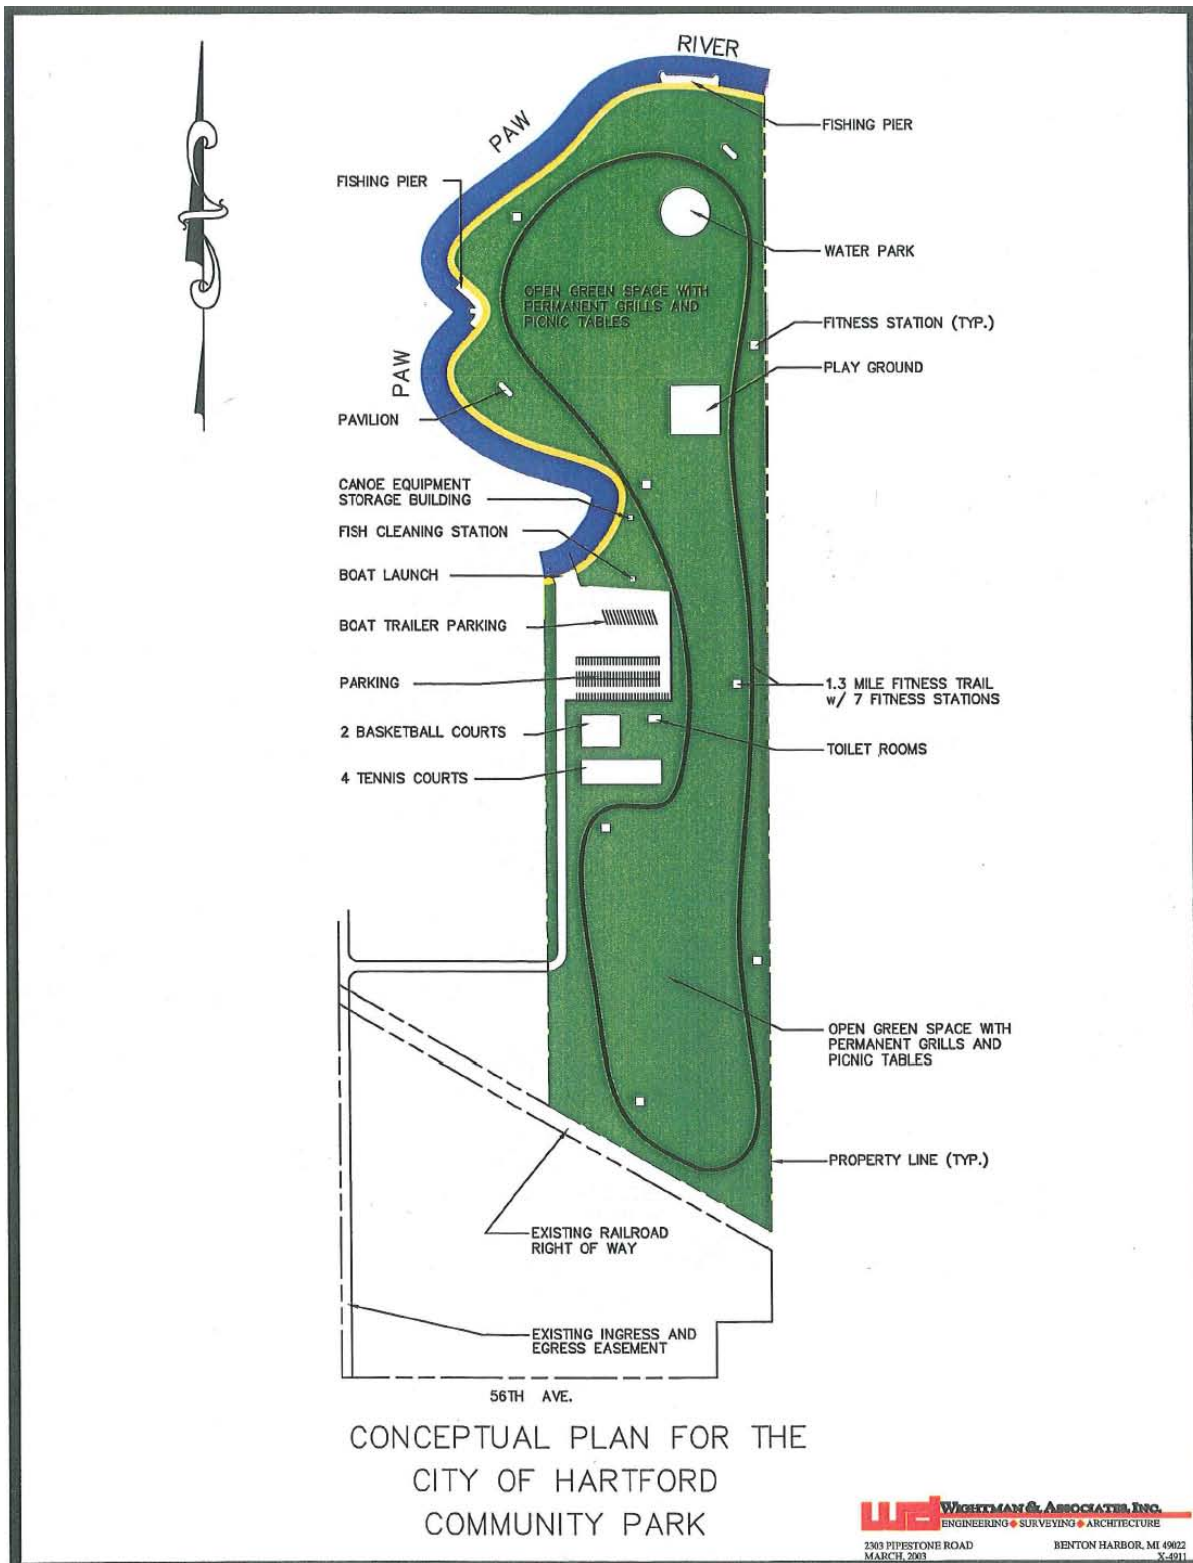 RIVER
PAW
FISHING PIER
FISHING PIER
WATER PARK
OPEN GREEN SPACE WITH
PERMANENT GRILLS AND
PICNIC TABLES
FITNESS STATION (TYP.)
PAW
PLAY GROUND
PAVILION
CANOE EQUIPMENT
STORAGE BUILDING
FISH CLEANING STATION
BOAT LAUNCH
BOAT TRAILER PARKING
PARKING
1.3 MILE FITNESS TRAIL
w/ 7 FITNESS STATIONS
2 BASKETBALL COURTS
TOILET ROOMS
4 TENNIS COURTS
OPEN GREEN SPACE WITH
PERMANENT GRILLS AND
PICNIC TABLES
PROPERTY LINE (TYP.)
EXISTING RAILROAD
RIGHT OF WAY
EXISTING INGRESS AND
EGRESS EASEMENT
56TH AVE.
CONCEPTUAL PLAN FOR THE
CITY OF HARTFORD
COMMUNITY PARK
WIGHTMAN & ASSOCIATES, INC.
ENGINEERING ◆ SURVEYING ◆ ARCHITECTURE
2303 PIPESTONE ROAD BENTON HARBOR, MI 49022
MARCH, 2003 X-4911